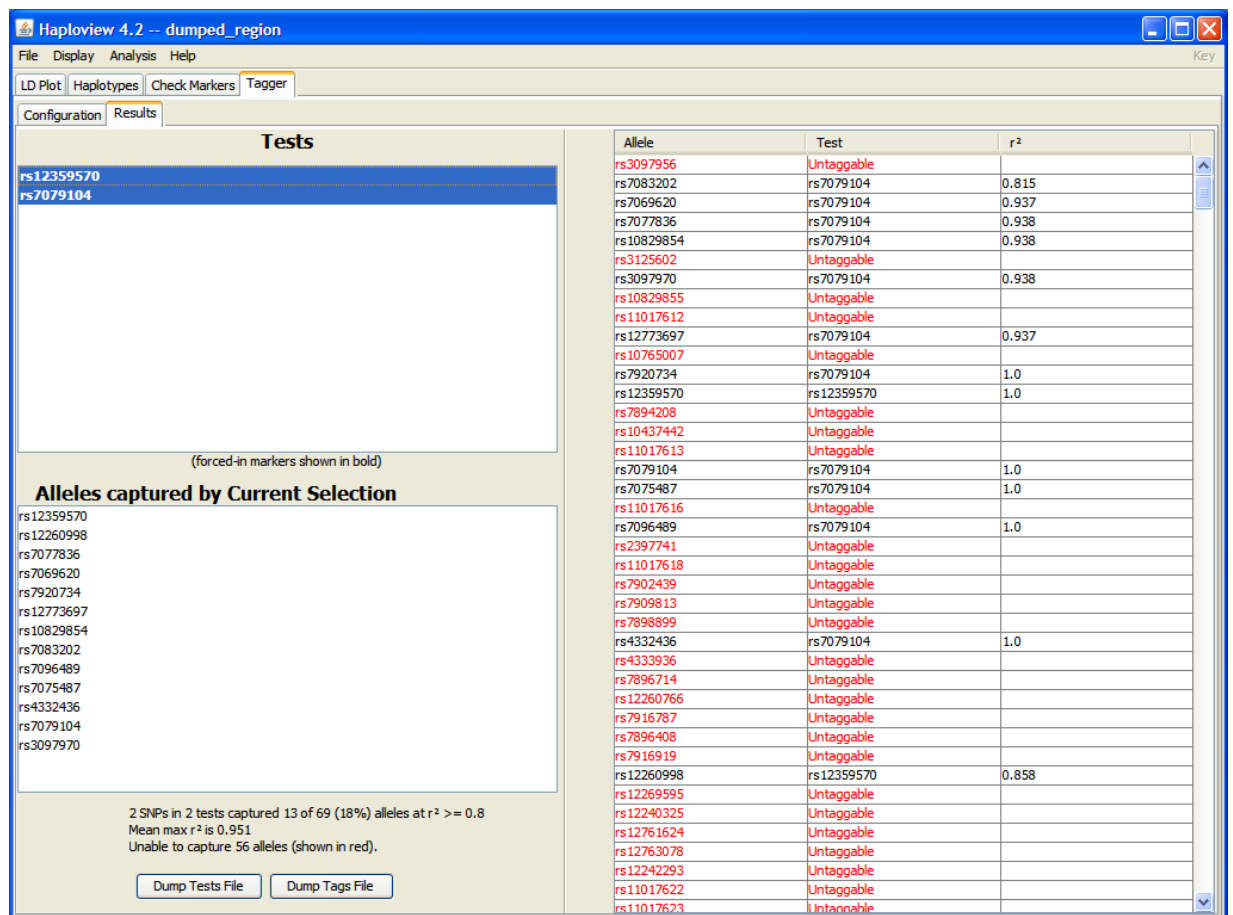 Haploview 4.2 -- dumped_region
File Display Analysis Help Key
LD Plot Haplotypes Check Markers Tagger
Configuration Results
Tests
rs12359570
rs7079104
(forced-in markers shown in bold)
Alleles captured by Current Selection
rs12359570
rs12260998
rs7077836
rs7069620
rs7920734
rs12773697
rs10829854
rs7083202
rs7096489
rs7075487
rs4332436
rs7079104
rs3097970
2 SNPs in 2 tests captured 13 of 69 (18%) alleles at r² >= 0.8
Mean max r² is 0.951
Unable to capture 56 alleles (shown in red).
Dump Tests File Dump Tags File
Allele Test r²
rs3097956 Untaggable
rs7083202 rs7079104 0.815
rs7069620 rs7079104 0.937
rs7077836 rs7079104 0.938
rs10829854 rs7079104 0.938
rs3125602 Untaggable
rs3097970 rs7079104 0.938
rs10829855 Untaggable
rs11017612 Untaggable
rs12773697 rs7079104 0.937
rs10765007 Untaggable
rs7920734 rs7079104 1.0
rs12359570 rs12359570 1.0
rs7894208 Untaggable
rs10437442 Untaggable
rs11017613 Untaggable
rs7079104 rs7079104 1.0
rs7075487 rs7079104 1.0
rs11017616 Untaggable
rs7096489 rs7079104 1.0
rs2397741 Untaggable
rs11017618 Untaggable
rs7902439 Untaggable
rs7909813 Untaggable
rs7898899 Untaggable
rs4332436 rs7079104 1.0
rs4333936 Untaggable
rs7896714 Untaggable
rs12260766 Untaggable
rs7916787 Untaggable
rs7896408 Untaggable
rs7916919 Untaggable
rs12260998 rs12359570 0.858
rs12269595 Untaggable
rs12240325 Untaggable
rs12761624 Untaggable
rs12763078 Untaggable
rs12242293 Untaggable
rs11017622 Untaggable
rs11017623 Untaggable